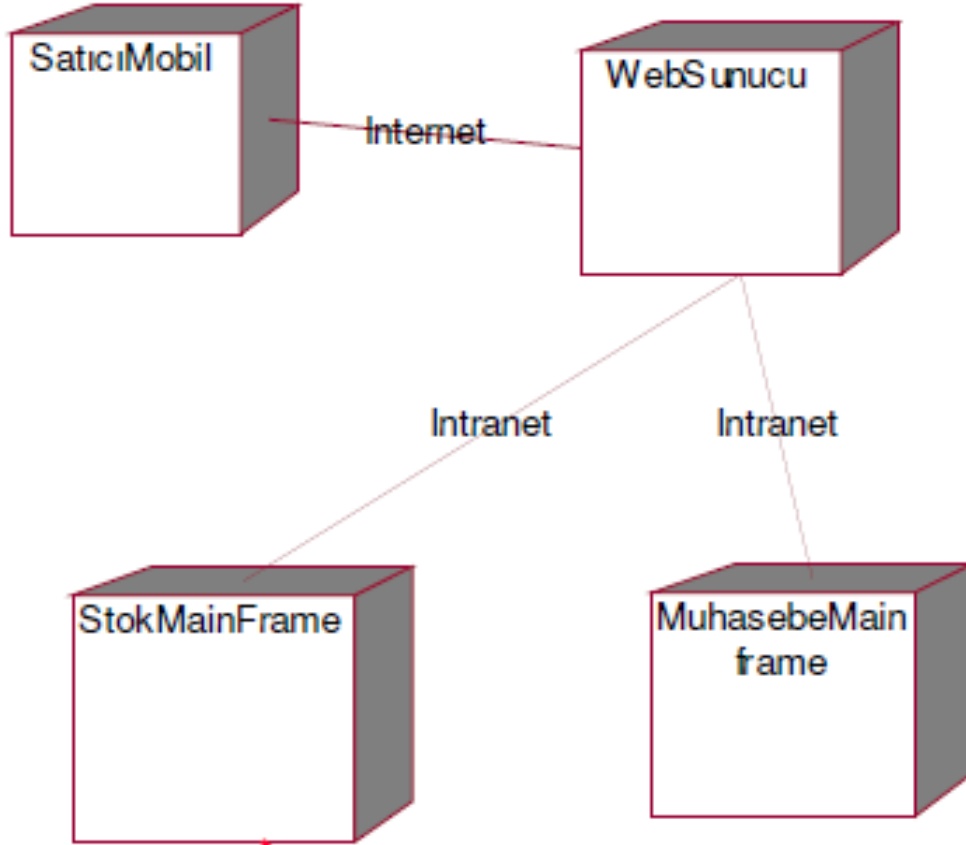 SatıcıMobil
WebSunucu
Internet
Intranet
Intranet
StokMainFrame
MuhasebeMain
frame